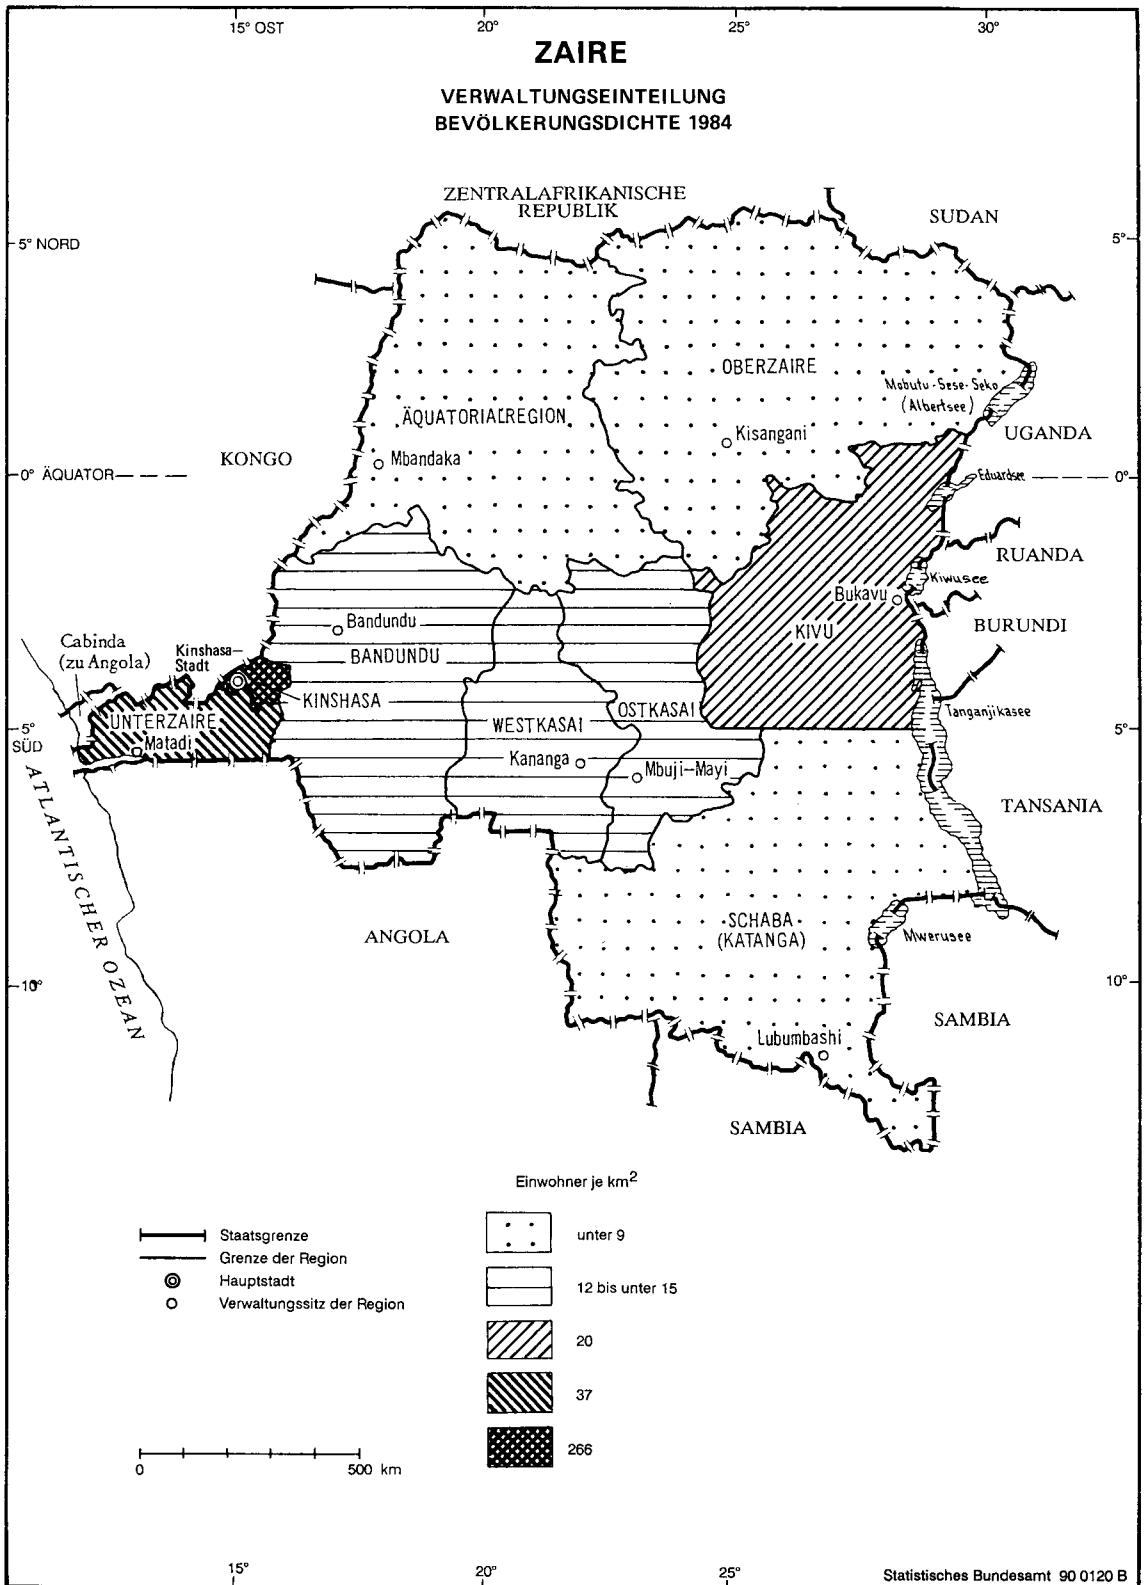 15° OST
20°
25°
30°
ZAIRE
VERWALTUNGSEINTEILUNG
BEVÖLKERUNGSDICHTE 1984
ZENTRALAFRIKANISCHE
REPUBLIK
SUDAN
5° NORD
5°
OBERZAIRE
Mobutu-Sese-Seko
(Albertsee)
ÄQUATORIALREGION
Kisangani
UGANDA
KONGO
Mbandaka
0° ÄQUATOR
Eduardsee
0°
RUANDA
Kiwusee
Bukavu
Bandundu
KIVU
BURUNDI
Cabinda
(zu Angola)
Kinshasa-
Stadt
BANDUNDU
KINSHASA
OSTKASAI
Tanganjikasee
UNTERZAIRE
WESTKASAI
5°
SÜD
5°
Matadi
Kananga
Mbuji-Mayi
TANSANIA
ATLANTISCHER OZEAN
SCHABA
(KATANGA)
ANGOLA
Mwerusee
10°
10°
SAMBIA
Lubumbashi
SAMBIA
Einwohner je km²
Staatsgrenze
Grenze der Region
Hauptstadt
Verwaltungssitz der Region
unter 9
12 bis unter 15
20
37
266
0 500 km
15°
20°
25°
Statistisches Bundesamt 90 0120 B